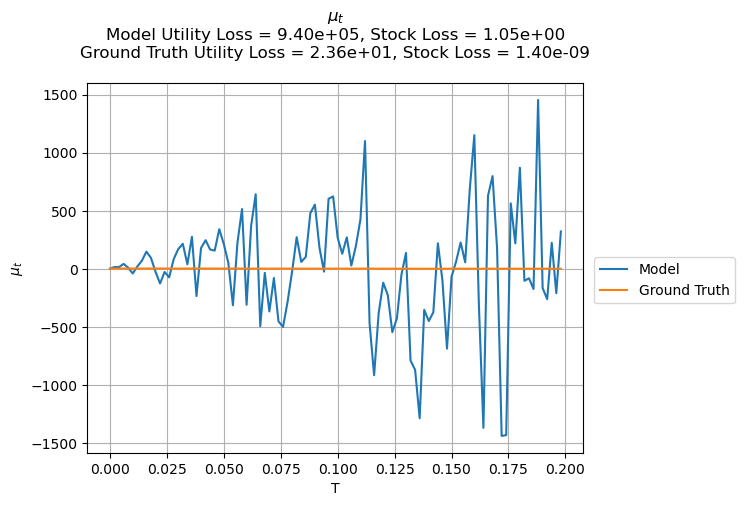 μₜ
Model Utility Loss = 9.40e+05, Stock Loss = 1.05e+00
Ground Truth Utility Loss = 2.36e+01, Stock Loss = 1.40e-09
1500
1000
500
0
−500
−1000
−1500
μₜ
0.000 0.025 0.050 0.075 0.100 0.125 0.150 0.175 0.200
T
Model
Ground Truth